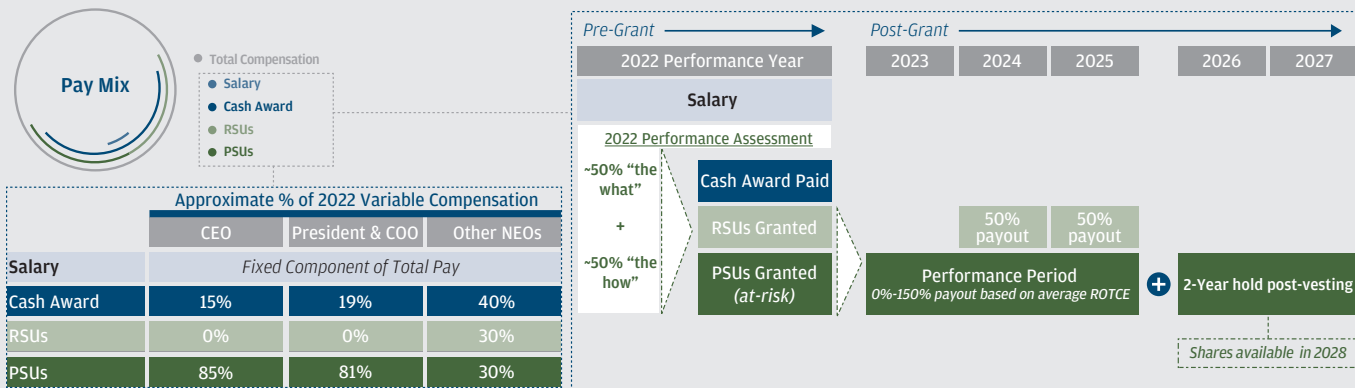 Pay Mix
Total Compensation
Salary
Cash Award
RSUs
PSUs
Approximate % of 2022 Variable Compensation
CEO President & COO Other NEOs
Salary Fixed Component of Total Pay
Cash Award 15% 19% 40%
RSUs 0% 0% 30%
PSUs 85% 81% 30%
Pre-Grant Post-Grant
2022 Performance Year 2023 2024 2025 2026 2027
Salary
2022 Performance Assessment
~50% “the
what”
+
~50% “the
how”
Cash Award Paid
RSUs Granted
50%
payout
50%
payout
PSUs Granted
(at-risk)
Performance Period
0%-150% payout based on average ROTCE
+
2-Year hold post-vesting
Shares available in 2028